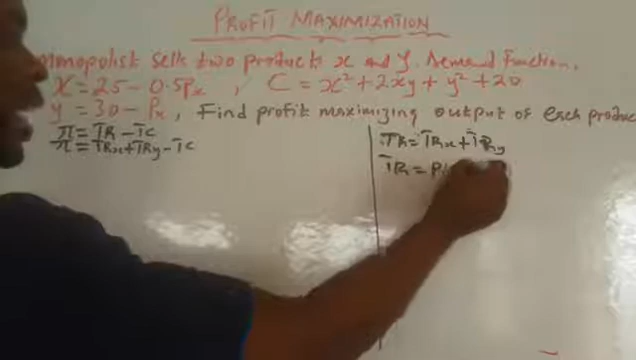 PROFIT MAXIMIZATION
monopolist sells two products x and y. Demand Function.
X = 25 - 0.5Px , C = x² + 2xy + y² + 20
y = 30 - Px , Find profit maximizing output of each produc
π = TR - TC
π = TRx + TRy - TC
TR = TRx + TRy
TR = P